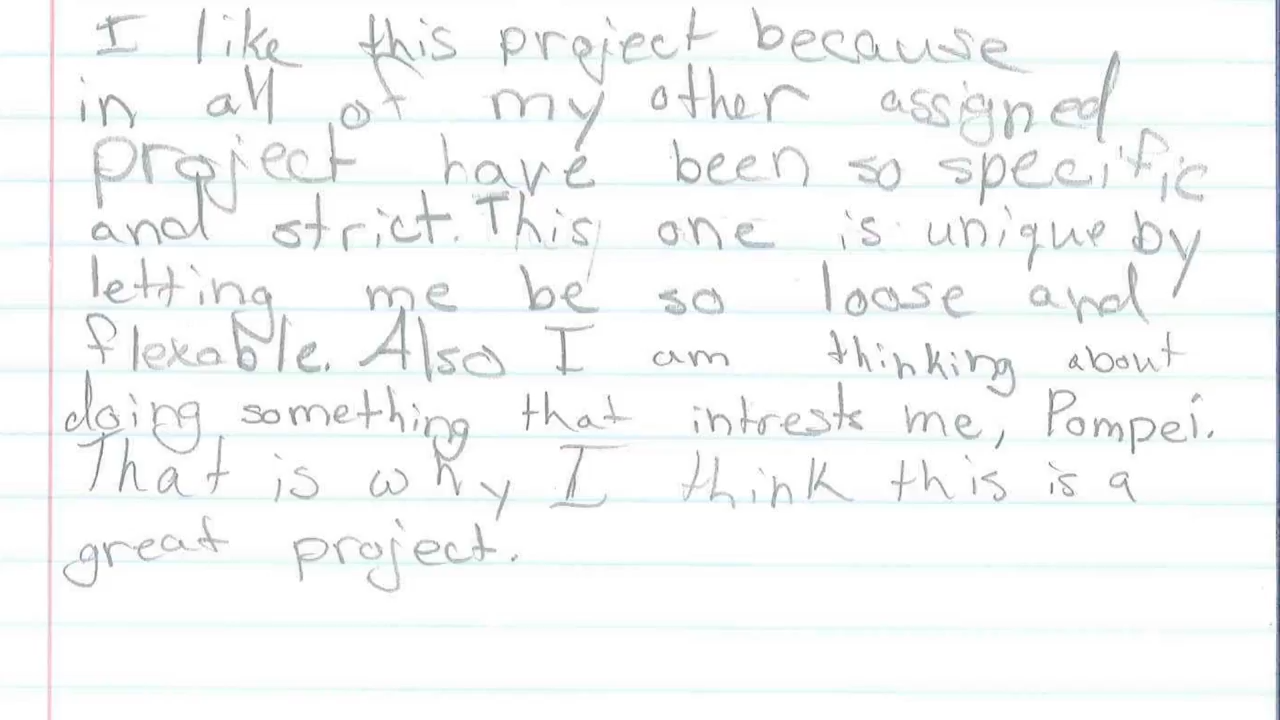 I like this project because
in all of my other assigned
project have been so specific
and strict. This one is unique by
letting me be so loose and
flexable. Also I am thinking about
doing something that intrests me, Pompei.
That is why I think this is a
great project.